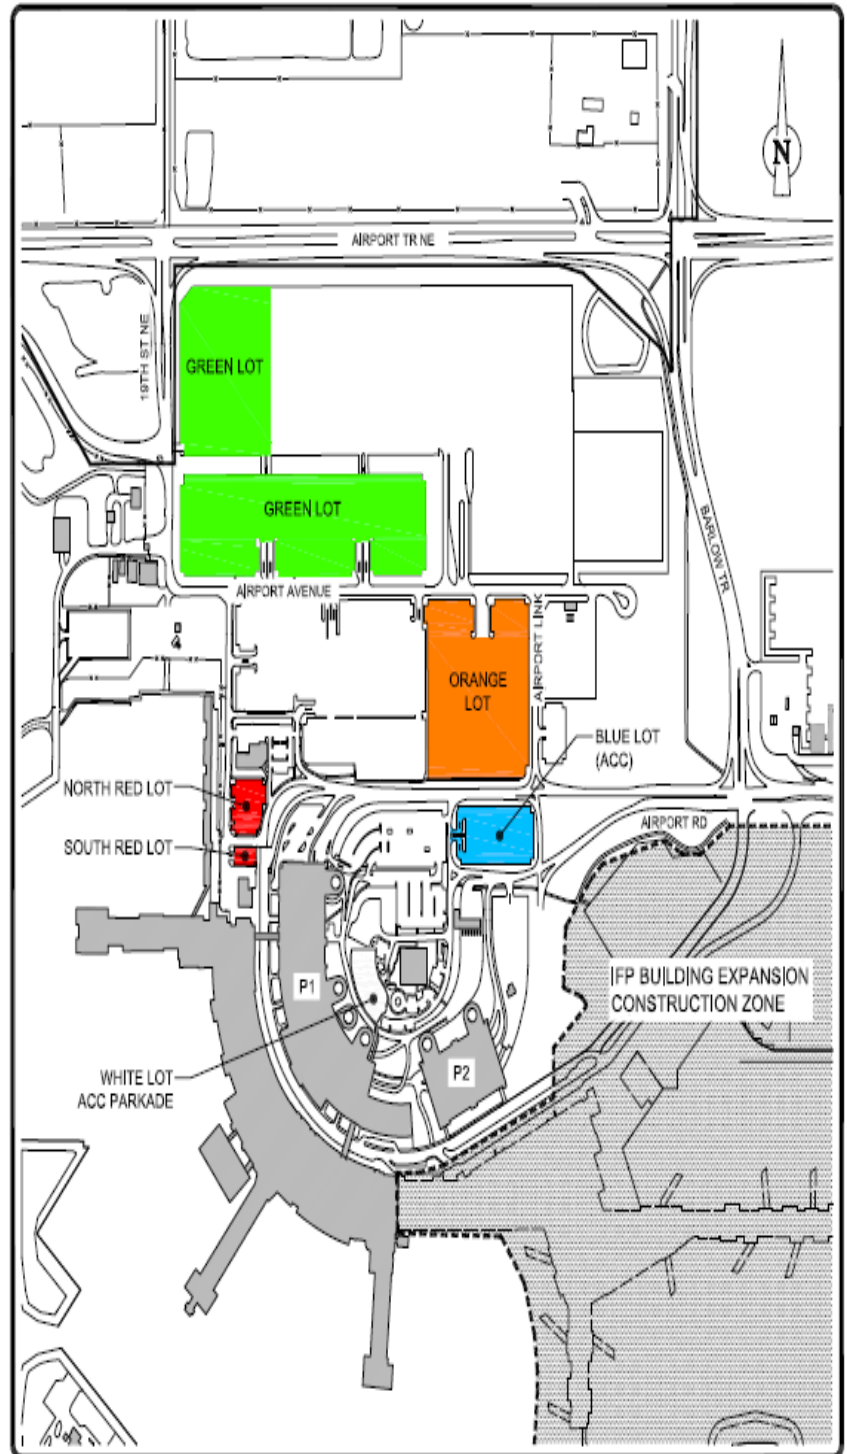 N
AIRPORT TR NE
19TH ST NE
GREEN LOT
GREEN LOT
BARLOW TR
AIRPORT AVENUE
AIRPORT LINK
ORANGE
LOT
BLUE LOT
(ACC)
NORTH RED LOT
SOUTH RED LOT
AIRPORT RD
IFP BUILDING EXPANSION
CONSTRUCTION ZONE
P1
P2
WHITE LOT
ACC PARKADE